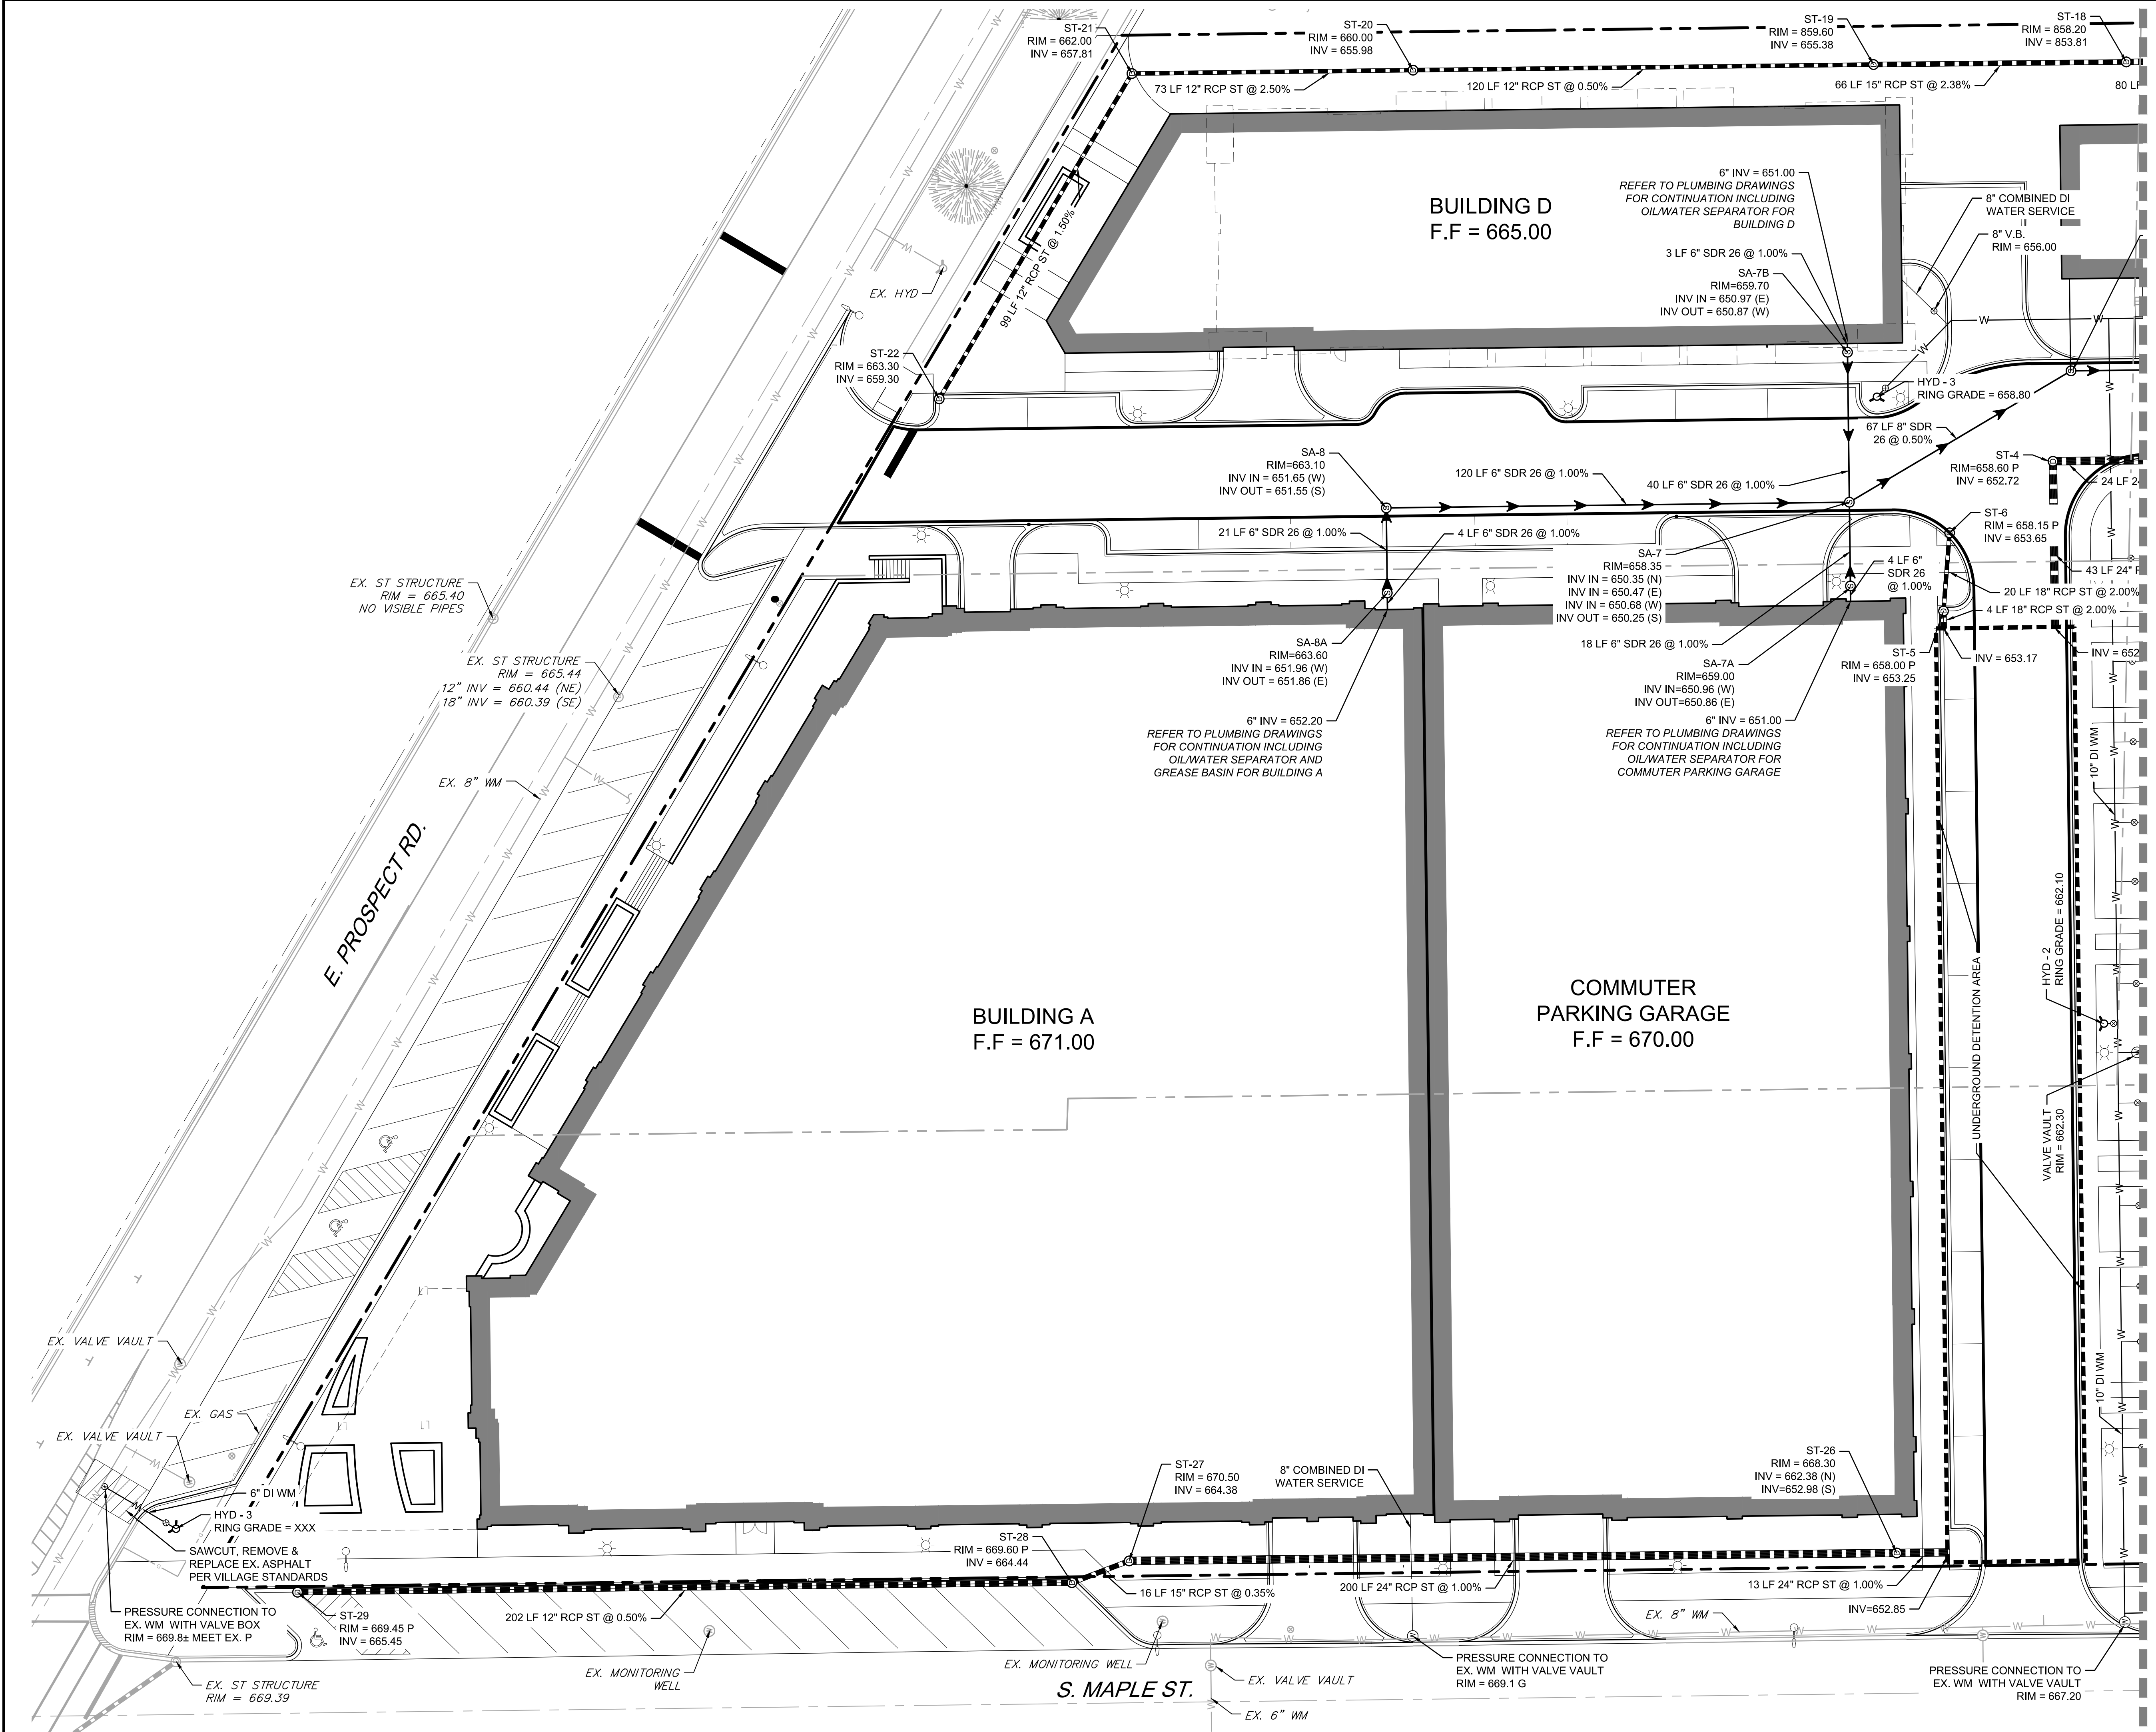 ST-21
RIM = 662.00
INV = 657.81
ST-20
RIM = 660.00
INV = 655.98
ST-19
RIM = 859.60
INV = 655.38
ST-18
RIM = 858.20
INV = 853.81
73 LF 12" RCP ST @ 2.50%
120 LF 12" RCP ST @ 0.50%
66 LF 15" RCP ST @ 2.38%
80 LF
99 LF 12" RCP ST @ 1.50%
BUILDING D
F.F = 665.00
6" INV = 651.00
REFER TO PLUMBING DRAWINGS
FOR CONTINUATION INCLUDING
OIL/WATER SEPARATOR FOR
BUILDING D
3 LF 6" SDR 26 @ 1.00%
SA-7B
RIM=659.70
INV IN = 650.97 (E)
INV OUT = 650.87 (W)
8" COMBINED DI
WATER SERVICE
8" V.B.
RIM = 656.00
EX. HYD
ST-22
RIM = 663.30
INV = 659.30
HYD - 3
RING GRADE = 658.80
67 LF 8" SDR
26 @ 0.50%
SA-8
RIM=663.10
INV IN = 651.65 (W)
INV OUT = 651.55 (S)
120 LF 6" SDR 26 @ 1.00%
40 LF 6" SDR 26 @ 1.00%
ST-4
RIM=658.60 P
INV = 652.72
24 LF 24
21 LF 6" SDR 26 @ 1.00%
4 LF 6" SDR 26 @ 1.00%
ST-6
RIM = 658.15 P
INV = 653.65
SA-7
RIM=658.35
INV IN = 650.35 (N)
INV IN = 650.47 (E)
INV IN = 650.68 (W)
INV OUT = 650.25 (S)
4 LF 6"
SDR 26
@ 1.00%
43 LF 24"
20 LF 18" RCP ST @ 2.00%
4 LF 18" RCP ST @ 2.00%
EX. ST STRUCTURE
RIM = 665.40
NO VISIBLE PIPES
EX. ST STRUCTURE
RIM = 665.44
12" INV = 660.44 (NE)
18" INV = 660.39 (SE)
SA-8A
RIM=663.60
INV IN = 651.96 (W)
INV OUT = 651.86 (E)
18 LF 6" SDR 26 @ 1.00%
SA-7A
RIM=659.00
INV IN=650.96 (W)
INV OUT=650.86 (E)
ST-5
RIM = 658.00 P
INV = 653.25
INV = 653.17
INV = 652
6" INV = 652.20
REFER TO PLUMBING DRAWINGS
FOR CONTINUATION INCLUDING
OIL/WATER SEPARATOR AND
GREASE BASIN FOR BUILDING A
6" INV = 651.00
REFER TO PLUMBING DRAWINGS
FOR CONTINUATION INCLUDING
OIL/WATER SEPARATOR FOR
COMMUTER PARKING GARAGE
EX. 8" WM
10" DI WM
E. PROSPECT RD.
HYD - 2
RING GRADE = 662.10
UNDERGROUND DETENTION AREA
BUILDING A
F.F = 671.00
COMMUTER
PARKING GARAGE
F.F = 670.00
VALVE VAULT
RIM = 662.30
EX. VALVE VAULT
EX. GAS
EX. VALVE VAULT
10" DI WM
6" DI WM
HYD - 3
RING GRADE = XXX
SAWCUT, REMOVE &
REPLACE EX. ASPHALT
PER VILLAGE STANDARDS
ST-27
RIM = 670.50
INV = 664.38
8" COMBINED DI
WATER SERVICE
ST-26
RIM = 668.30
INV = 662.38 (N)
INV=652.98 (S)
ST-28
RIM = 669.60 P
INV = 664.44
PRESSURE CONNECTION TO
EX. WM WITH VALVE BOX
RIM = 669.8± MEET EX. P
ST-29
RIM = 669.45 P
INV = 665.45
202 LF 12" RCP ST @ 0.50%
16 LF 15" RCP ST @ 0.35%
200 LF 24" RCP ST @ 1.00%
13 LF 24" RCP ST @ 1.00%
INV=652.85
EX. 8" WM
EX. ST STRUCTURE
RIM = 669.39
EX. MONITORING
WELL
EX. MONITORING WELL
EX. VALVE VAULT
PRESSURE CONNECTION TO
EX. WM WITH VALVE VAULT
RIM = 669.1 G
PRESSURE CONNECTION TO
EX. WM WITH VALVE VAULT
RIM = 667.20
S. MAPLE ST.
EX. 6" WM